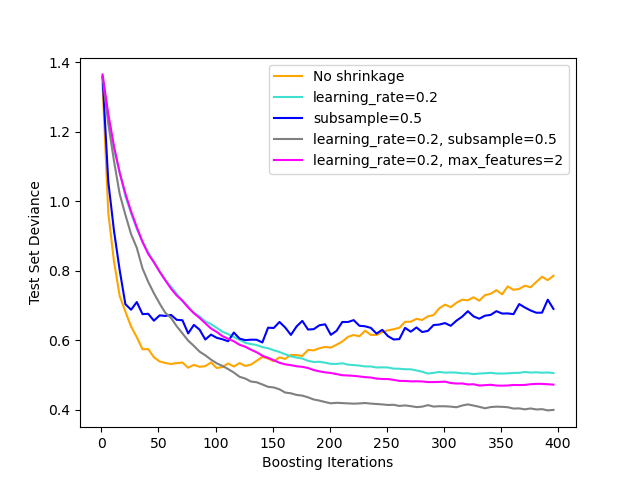 No shrinkage
learning_rate=0.2
subsample=0.5
learning_rate=0.2, subsample=0.5
learning_rate=0.2, max_features=2
Test Set Deviance
1.4
1.2
1.0
0.8
0.6
0.4
0 50 100 150 200 250 300 350 400
Boosting Iterations